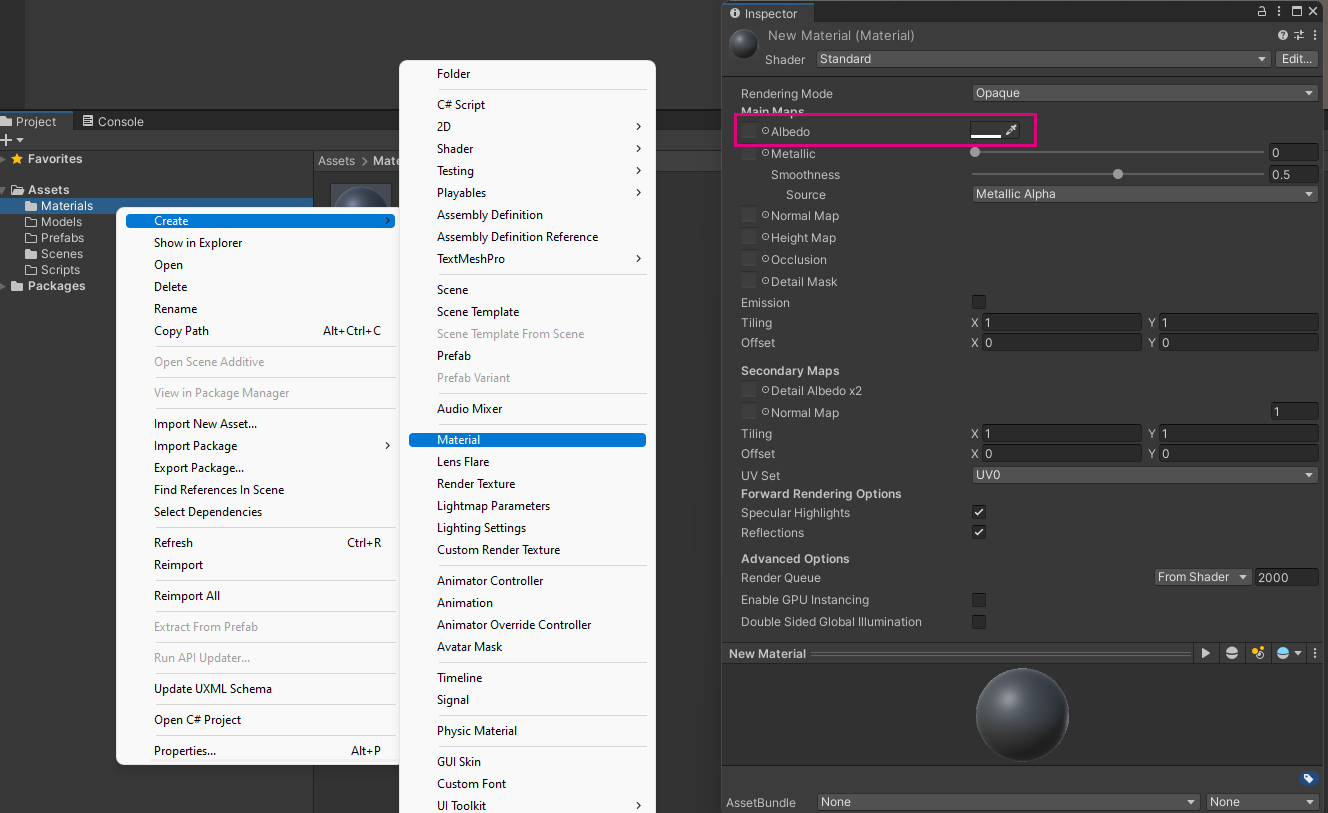 Project
Console
Favorites
Assets
Materials
Models
Prefabs
Scenes
Scripts
Packages
Assets > Mate
Create
Show in Explorer
Open
Delete
Rename
Copy Path Alt+Ctrl+C
Open Scene Additive
View in Package Manager
Import New Asset...
Import Package
Export Package...
Find References In Scene
Select Dependencies
Refresh Ctrl+R
Reimport
Reimport All
Extract From Prefab
Run API Updater...
Update UXML Schema
Open C# Project
Properties... Alt+P
Folder
C# Script
2D
Shader
Testing
Playables
Assembly Definition
Assembly Definition Reference
TextMeshPro
Scene
Scene Template
Scene Template From Scene
Prefab
Prefab Variant
Audio Mixer
Material
Lens Flare
Render Texture
Lightmap Parameters
Lighting Settings
Custom Render Texture
Animator Controller
Animation
Animator Override Controller
Avatar Mask
Timeline
Signal
Physic Material
GUI Skin
Custom Font
UI Toolkit
Inspector
New Material (Material)
Shader Standard Edit...
Rendering Mode Opaque
Main Maps
Albedo
Metallic 0
Smoothness 0.5
Source Metallic Alpha
Normal Map
Height Map
Occlusion
Detail Mask
Emission
Tiling X 1 Y 1
Offset X 0 Y 0
Secondary Maps
Detail Albedo x2
Normal Map 1
Tiling X 1 Y 1
Offset X 0 Y 0
UV Set UV0
Forward Rendering Options
Specular Highlights
Reflections
Advanced Options
Render Queue From Shader 2000
Enable GPU Instancing
Double Sided Global Illumination
New Material
AssetBundle None None